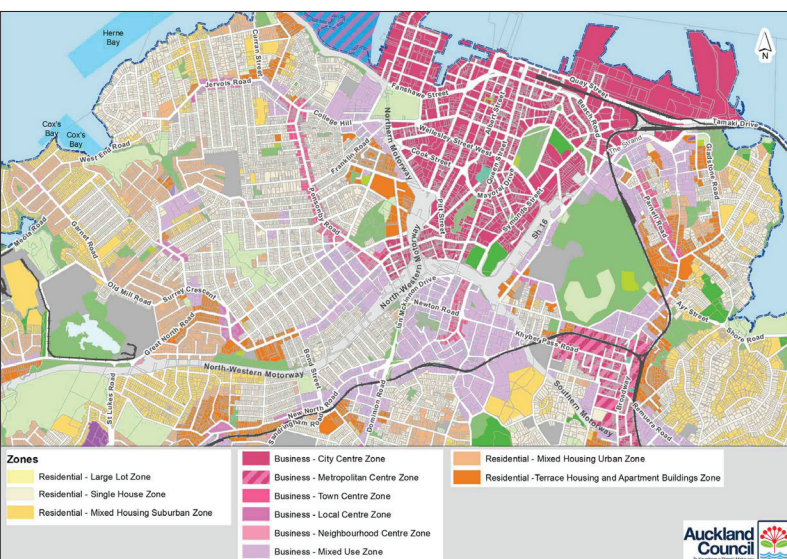 Herne
Bay
Curran Street
N
Jervois Road
Fanshawe Street
Quay Street
Cox's
Bay
Cox's
Bay
College Hill
Northern Motorway
Albert Street
Beach Road
Tamaki Drive
West End Road
Wellesley Street West
Queen Street
The Strand
Gladstone Road
Franklin Road
Cook Street
Mayoral Drive
Ponsonby Road
Pitt Street
Symonds Street
Parnell Road
Meola Road
Garnet Road
Sh 16
North-Western Motorway
Old Mill Road
Surrey Crescent
Ian McKinnon Drive
Newton Road
Ayr Street
Shore Road
Great North Road
Khyber Pass Road
North-Western Motorway
Bond Street
St Lukes Road
New North Road
Sandringham Road
Dominion Road
Southern Motorway
Broadway
Remuera Road
Zones
Residential - Large Lot Zone
Residential - Single House Zone
Residential - Mixed Housing Suburban Zone
Business - City Centre Zone
Business - Metropolitan Centre Zone
Business - Town Centre Zone
Business - Local Centre Zone
Business - Neighbourhood Centre Zone
Business - Mixed Use Zone
Residential - Mixed Housing Urban Zone
Residential -Terrace Housing and Apartment Buildings Zone
Auckland
Council